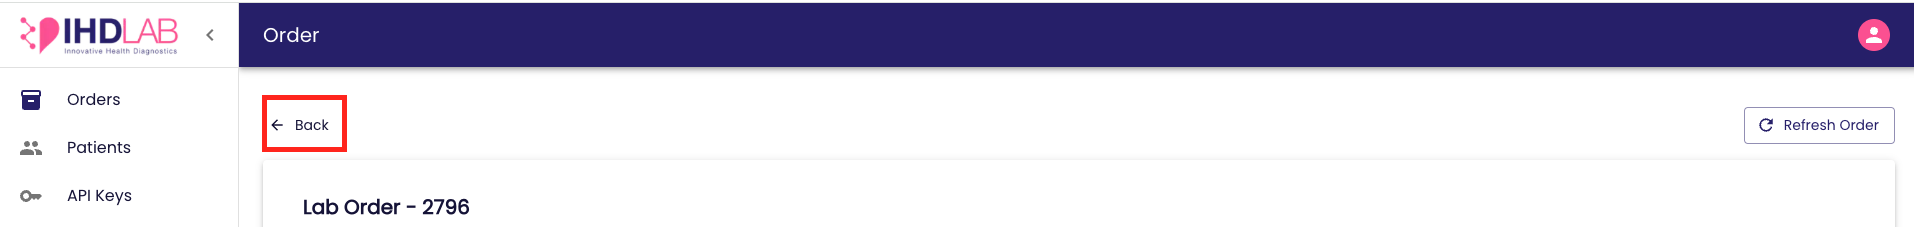 IHDLAB
Innovative Health Diagnostics
Order
Orders
Patients
API Keys
Back
Refresh Order
Lab Order - 2796